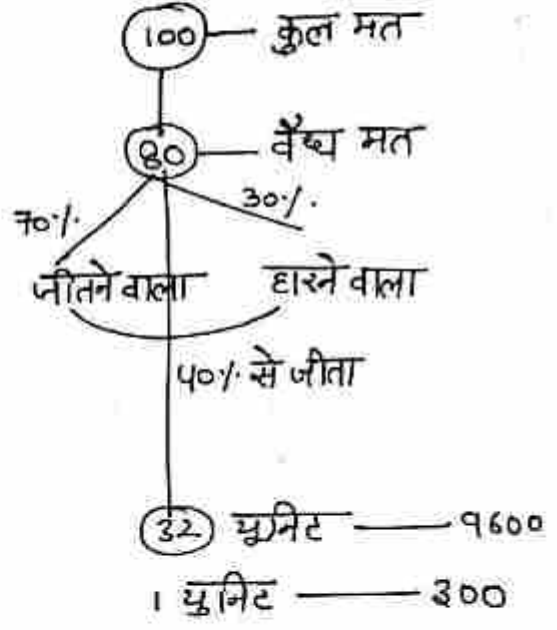 100 — कुल मत
80 — वैध मत
70% 30%
जीतने वाला हारने वाला
40% से जीता
32 यूनिट — 9600
1 युनिट — 300